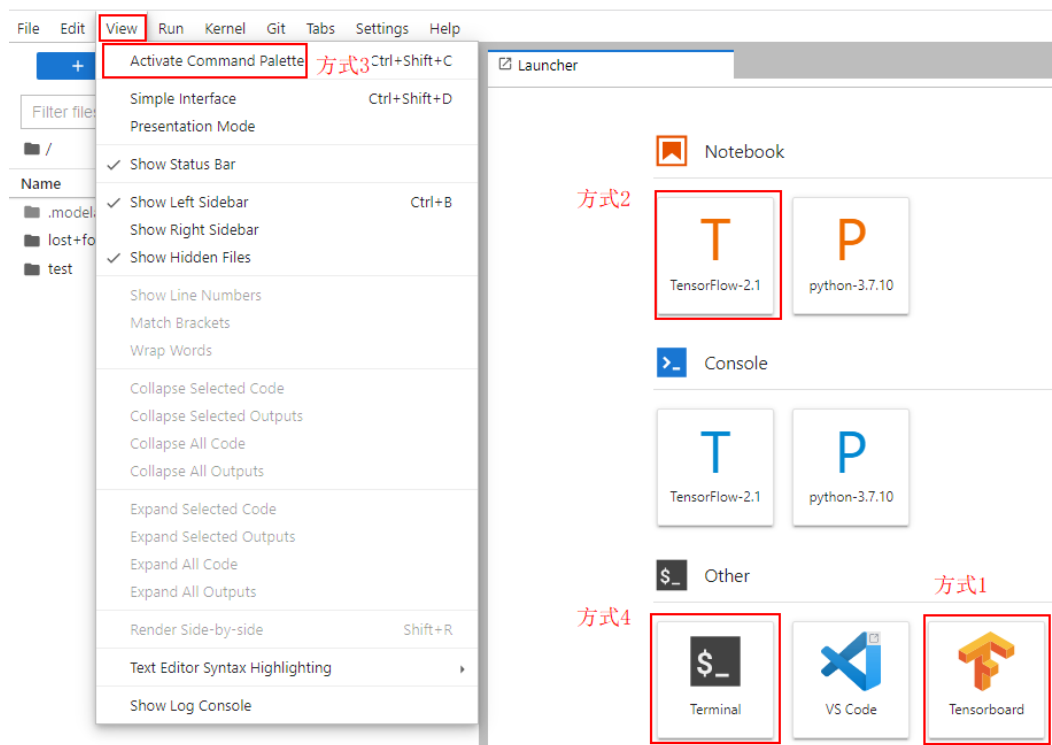 File Edit View Run Kernel Git Tabs Settings Help
+
Filter file
/
Name
.model
lost+fo
test
Activate Command Palette 方式3 Ctrl+Shift+C
Simple Interface Ctrl+Shift+D
Presentation Mode
Show Status Bar
Show Left Sidebar Ctrl+B
Show Right Sidebar
Show Hidden Files
Show Line Numbers
Match Brackets
Wrap Words
Collapse Selected Code
Collapse Selected Outputs
Collapse All Code
Collapse All Outputs
Expand Selected Code
Expand Selected Outputs
Expand All Code
Expand All Outputs
Render Side-by-side Shift+R
Text Editor Syntax Highlighting
Show Log Console
Launcher
Notebook
方式2
T P
TensorFlow-2.1 python-3.7.10
Console
T P
TensorFlow-2.1 python-3.7.10
$_ Other
方式1
方式4
$_
Terminal VS Code Tensorboard